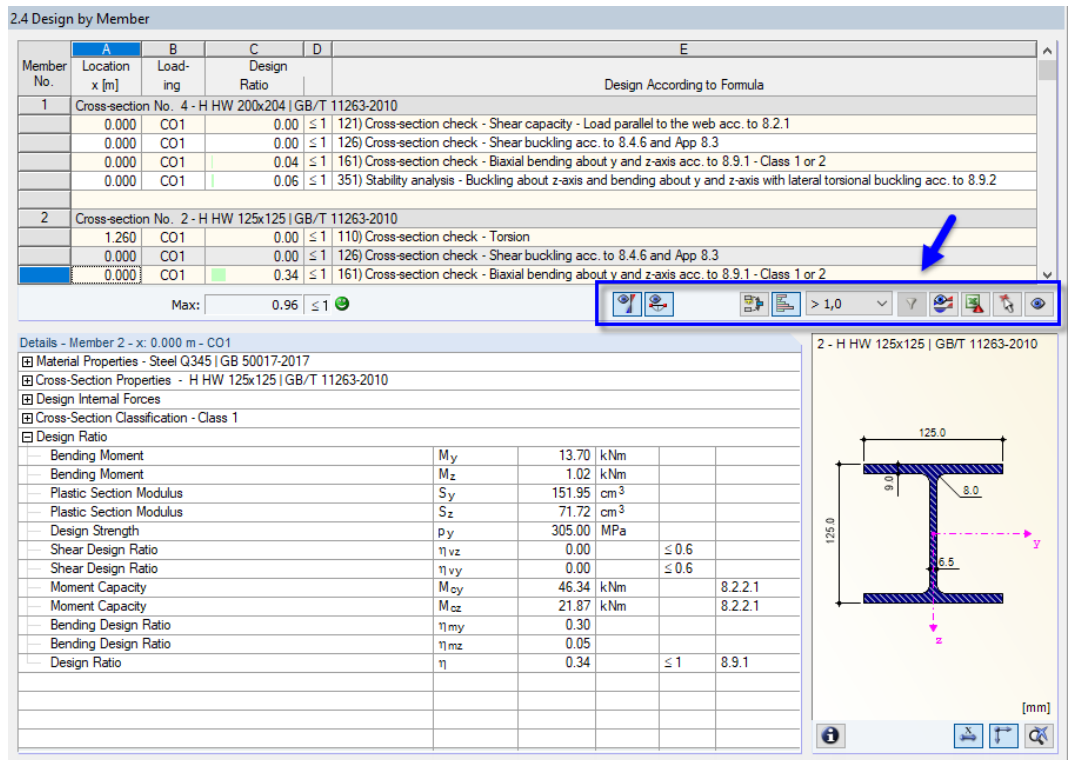 2.4 Design by Member
A B C D E
Member Location Load- Design
No. x [m] ing Ratio Design According to Formula
1 Cross-section No. 4 - H HW 200x204 | GB/T 11263-2010
0.000 CO1 0.00 ≤ 1 121) Cross-section check - Shear capacity - Load parallel to the web acc. to 8.2.1
0.000 CO1 0.00 ≤ 1 126) Cross-section check - Shear buckling acc. to 8.4.6 and App 8.3
0.000 CO1 0.04 ≤ 1 161) Cross-section check - Biaxial bending about y and z-axis acc. to 8.9.1 - Class 1 or 2
0.000 CO1 0.06 ≤ 1 351) Stability analysis - Buckling about z-axis and bending about y and z-axis with lateral torsional buckling acc. to 8.9.2
2 Cross-section No. 2 - H HW 125x125 | GB/T 11263-2010
1.260 CO1 0.00 ≤ 1 110) Cross-section check - Torsion
0.000 CO1 0.00 ≤ 1 126) Cross-section check - Shear buckling acc. to 8.4.6 and App 8.3
0.000 CO1 0.34 ≤ 1 161) Cross-section check - Biaxial bending about y and z-axis acc. to 8.9.1 - Class 1 or 2
Max: 0.96 ≤ 1 > 1,0
Details - Member 2 - x: 0.000 m - CO1
Material Properties - Steel Q345 | GB 50017-2017
Cross-Section Properties - H HW 125x125 | GB/T 11263-2010
Design Internal Forces
Cross-Section Classification - Class 1
Design Ratio
Bending Moment My 13.70 kNm
Bending Moment Mz 1.02 kNm
Plastic Section Modulus Sy 151.95 cm3
Plastic Section Modulus Sz 71.72 cm3
Design Strength py 305.00 MPa
Shear Design Ratio ηvz 0.00 ≤ 0.6
Shear Design Ratio ηvy 0.00 ≤ 0.6
Moment Capacity Mcy 46.34 kNm 8.2.2.1
Moment Capacity Mcz 21.87 kNm 8.2.2.1
Bending Design Ratio ηmy 0.30
Bending Design Ratio ηmz 0.05
Design Ratio η 0.34 ≤ 1 8.9.1
2 - H HW 125x125 | GB/T 11263-2010
125.0
9.0
8.0
125.0
y
6.5
z
[mm]